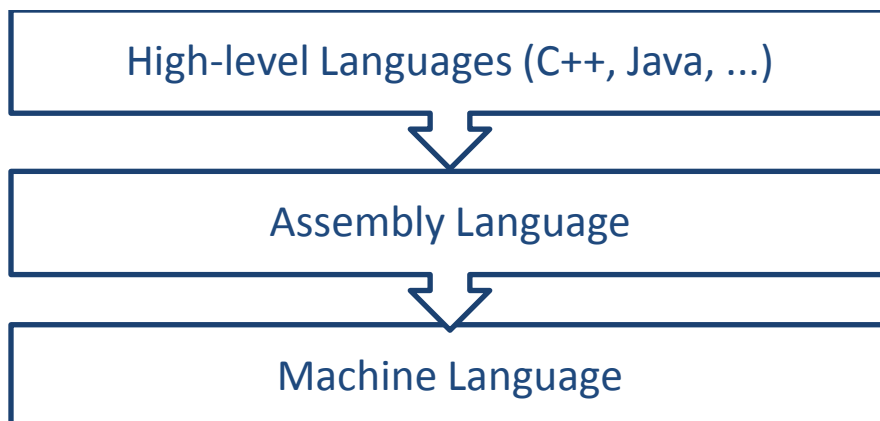 High-level Languages (C++, Java, ...)
Assembly Language
Machine Language